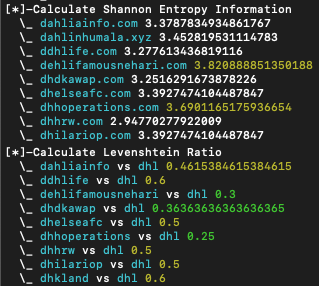 [*]-Calculate Shannon Entropy Information
\_ dahliainfo.com 3.3787834934861767
\_ dahlinhumala.xyz 3.452819531114783
\_ ddhlife.com 3.277613436819116
\_ dehlifamousnehari.com 3.820888851350188
\_ dhdkawap.com 3.2516291673878226
\_ dhelseafc.com 3.3927474104487847
\_ dhhoperations.com 3.6901165175936654
\_ dhhrw.com 2.94770277922009
\_ dhilariop.com 3.3927474104487847
[*]-Calculate Levenshtein Ratio
\_ dahliainfo vs dhl 0.4615384615384615
\_ ddhlife vs dhl 0.6
\_ dehlifamousnehari vs dhl 0.3
\_ dhdkawap vs dhl 0.36363636363636365
\_ dhelseafc vs dhl 0.5
\_ dhhoperations vs dhl 0.25
\_ dhhrw vs dhl 0.5
\_ dhilariop vs dhl 0.5
\_ dhkland vs dhl 0.6